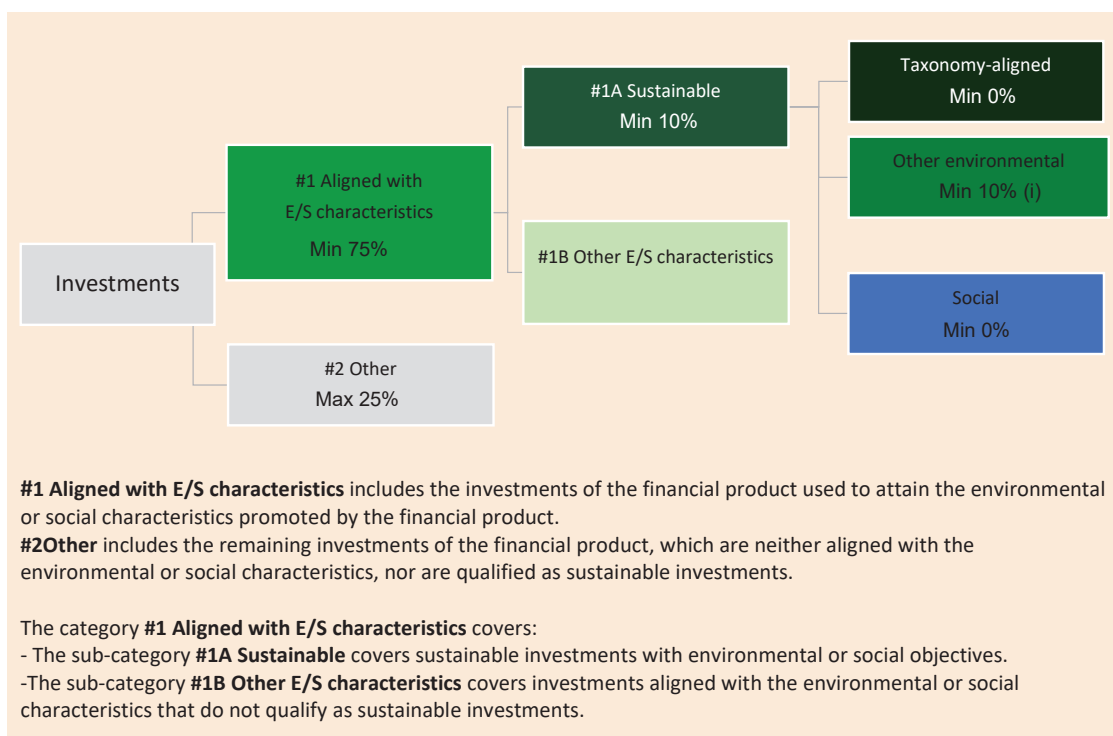 Investments
#1 Aligned with
E/S characteristics
Min 75%
#2 Other
Max 25%
#1A Sustainable
Min 10%
#1B Other E/S characteristics
Taxonomy-aligned
Min 0%
Other environmental
Min 10% (i)
Social
Min 0%
#1 Aligned with E/S characteristics includes the investments of the financial product used to attain the environmental
or social characteristics promoted by the financial product.
#2Other includes the remaining investments of the financial product, which are neither aligned with the
environmental or social characteristics, nor are qualified as sustainable investments.
The category #1 Aligned with E/S characteristics covers:
- The sub-category #1A Sustainable covers sustainable investments with environmental or social objectives.
-The sub-category #1B Other E/S characteristics covers investments aligned with the environmental or social
characteristics that do not qualify as sustainable investments.